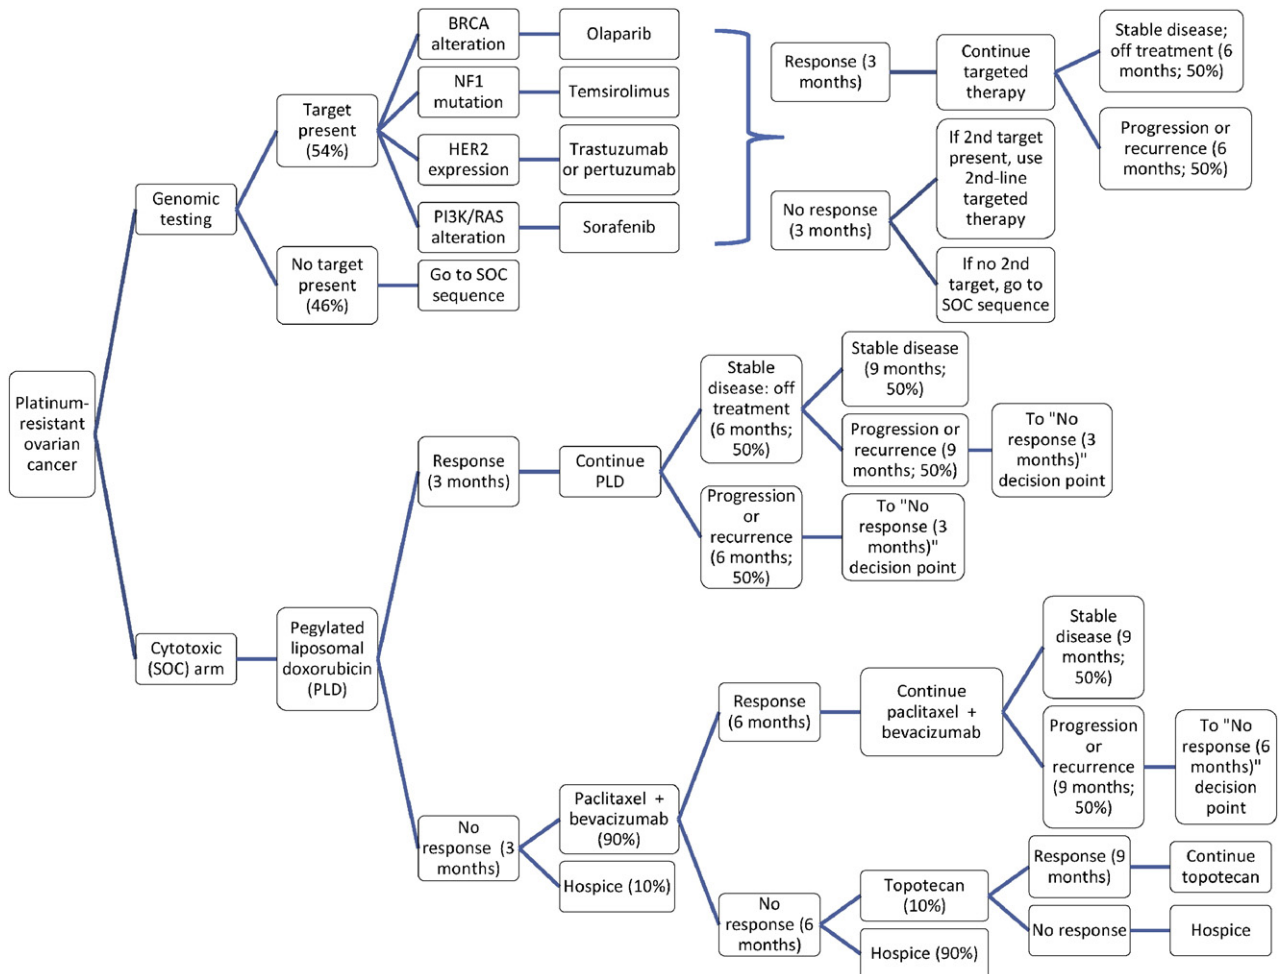 Platinum-
resistant
ovarian
cancer
Genomic
testing
Target
present
(54%)
BRCA
alteration
Olaparib
NF1
mutation
Temsirolimus
HER2
expression
Trastuzumab
or pertuzumab
PI3K/RAS
alteration
Sorafenib
No target
present
(46%)
Go to SOC
sequence
Response (3
months)
Continue
targeted
therapy
Stable disease;
off treatment (6
months; 50%)
Progression or
recurrence (6
months; 50%)
No response
(3 months)
If 2nd target
present, use
2nd-line
targeted
therapy
If no 2nd
target, go to
SOC sequence
Cytotoxic
(SOC) arm
Pegylated
liposomal
doxorubicin
(PLD)
Response
(3 months)
Continue
PLD
Stable
disease: off
treatment
(6 months;
50%)
Stable disease
(9 months;
50%)
Progression or
recurrence (9
months; 50%)
To "No
response (3
months)"
decision point
Progression
or
recurrence
(6 months;
50%)
To "No
response (3
months)"
decision point
No
response (3
months)
Paclitaxel +
bevacizumab
(90%)
Hospice (10%)
Response
(6 months)
Continue
paclitaxel +
bevacizumab
Stable
disease (9
months;
50%)
Progression
or
recurrence
(9 months;
50%)
To "No
response (6
months)"
decision
point
No
response (6
months)
Topotecan
(10%)
Response (9
months)
Continue
topotecan
No response
Hospice
Hospice (90%)